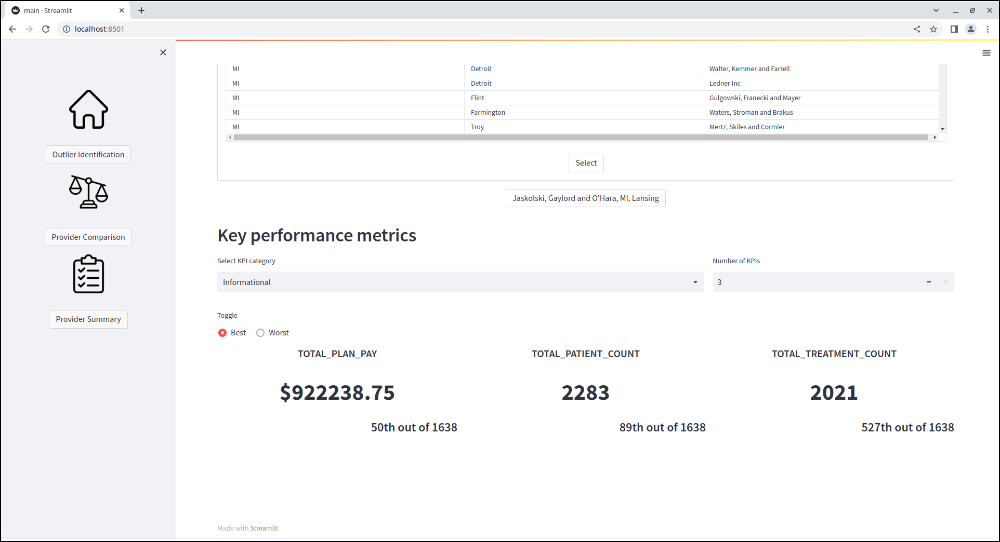 main · Streamlit
localhost:8501
MI Detroit Walter, Kemmer and Farrell
MI Detroit Ledner Inc
MI Flint Gulgowski, Franecki and Mayer
MI Farmington Waters, Stroman and Brakus
MI Troy Mertz, Skiles and Cormier
Select
Jaskolski, Gaylord and O'Hara, MI, Lansing
Outlier Identification
Provider Comparison
Provider Summary
Key performance metrics
Select KPI category Number of KPIs
Informational 3
Toggle
Best Worst
TOTAL_PLAN_PAY TOTAL_PATIENT_COUNT TOTAL_TREATMENT_COUNT
$922238.75 2283 2021
50th out of 1638 89th out of 1638 527th out of 1638
Made with Streamlit